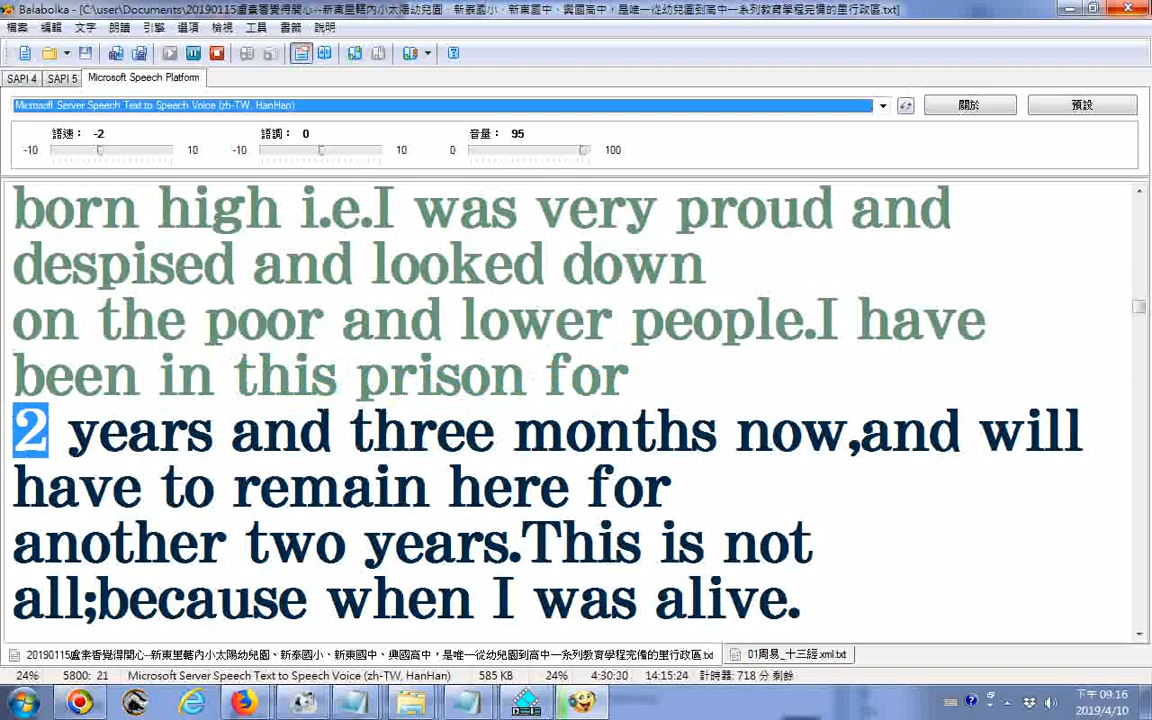 Balabolka - [C:\user\Documents\20190115盧素香覺得開心--新東里轄內小太陽幼兒園、新泰國小、新東國中、興國高中，是唯一從幼兒園到高中一系列教育學程完備的里行政區.txt]
檔案 編輯 文字 朗讀 引擎 選項 檢視 工具 書籤 說明
SAPI 4 SAPI 5 Microsoft Speech Platform
Microsoft Server Speech Text to Speech Voice (zh-TW, HanHan)
關於 預設
語速： -2 語調： 0 音量： 95
-10 10 -10 10 0 100
born high i.e.I was very proud and
despised and looked down
on the poor and lower people.I have
been in this prison for
2 years and three months now,and will
have to remain here for
another two years.This is not
all;because when I was alive.
20190115盧素香覺得開心--新東里轄內小太陽幼兒園、新泰國小、新東國中、興國高中，是唯一從幼兒園到高中一系列教育學程完備的里行政區.txt 01周易_十三經.xml.txt
24% 5800: 21 Microsoft Server Speech Text to Speech Voice (zh-TW, HanHan) 585 KB 24% 4:30:30 14:15:24 計時器: 718 分 剩餘
下午 09:16
2019/4/10